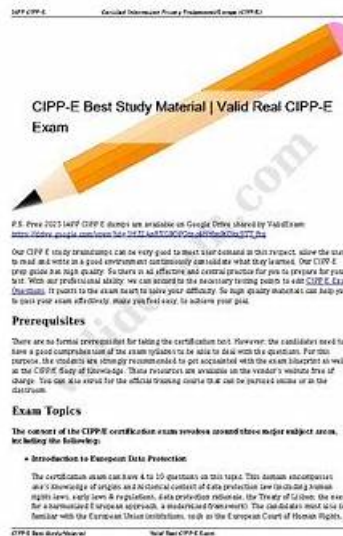 IAPP CIPP-E Certified Information Privacy Professional/Europe (CIPP/E)
CIPP-E Best Study Material | Valid Real CIPP-E
Exam
P.S. Free 2023 IAPP CIPP-E dumps are available on Google Drive shared by ValidExam:
Our CIPP-E study braindumps can be very good to meet user demand in this respect, allow the user
to read and write in a good environment continuously consolidate what they learned. Our CIPP-E
prep guide has high quality. So there is all effective and central practice for you to prepare for your
test. With our professional ability, we can accord to the necessary testing points to edit CIPP-E Exam
Questions. It points to the exam heart to solve your difficulty. So high quality materials can help you
to pass your exam effectively, make you feel easy, to achieve your goal.
Prerequisites
There are no formal prerequisites for taking the certification test. However, the candidates need to
have a good comprehension of the exam syllabus to be able to deal with the questions. For this
purpose, the students are strongly recommended to get acquainted with the exam blueprint as well
as the CIPP/E Body of Knowledge. These resources are available on the vendor's website free of
charge. You can also enroll for the official training course that can be pursued online or in the
classroom.
Exam Topics
The content of the CIPP/E certification exam revolves around three major subject areas,
including the following:
• Introduction to European Data Protection
The certification exam can have 4 to 10 questions on this topic. This domain encompasses
one's knowledge of origins and historical context of data protection law (including human
rights laws, early laws & regulations, data protection rationale, the Treaty of Lisbon, the need
for a harmonized European approach, a modernized framework). The candidates must also be
familiar with the European Union institutions, such as the European Court of Human Rights,
CIPP-E Best Study Material Valid Real CIPP-E Exam